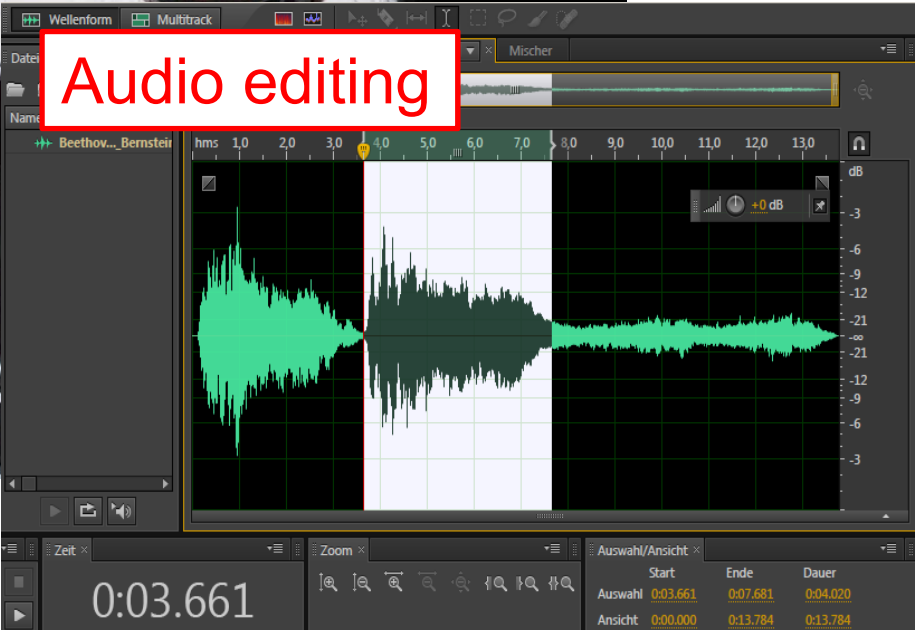 Wellenform Multitrack
Audio editing
Datei
Mischer
Name
Beethov..._Bernstein
hms 1,0 2,0 3,0 4,0 5,0 6,0 7,0 8,0 9,0 10,0 11,0 12,0 13,0
dB
+0 dB
-3
-6
-9
-12
-21
-∞
-21
-12
-9
-6
-3
Zeit
0:03.661
Zoom
Auswahl/Ansicht
Start Ende Dauer
Auswahl 0:03.661 0:07.681 0:04.020
Ansicht 0:00.000 0:13.784 0:13.784